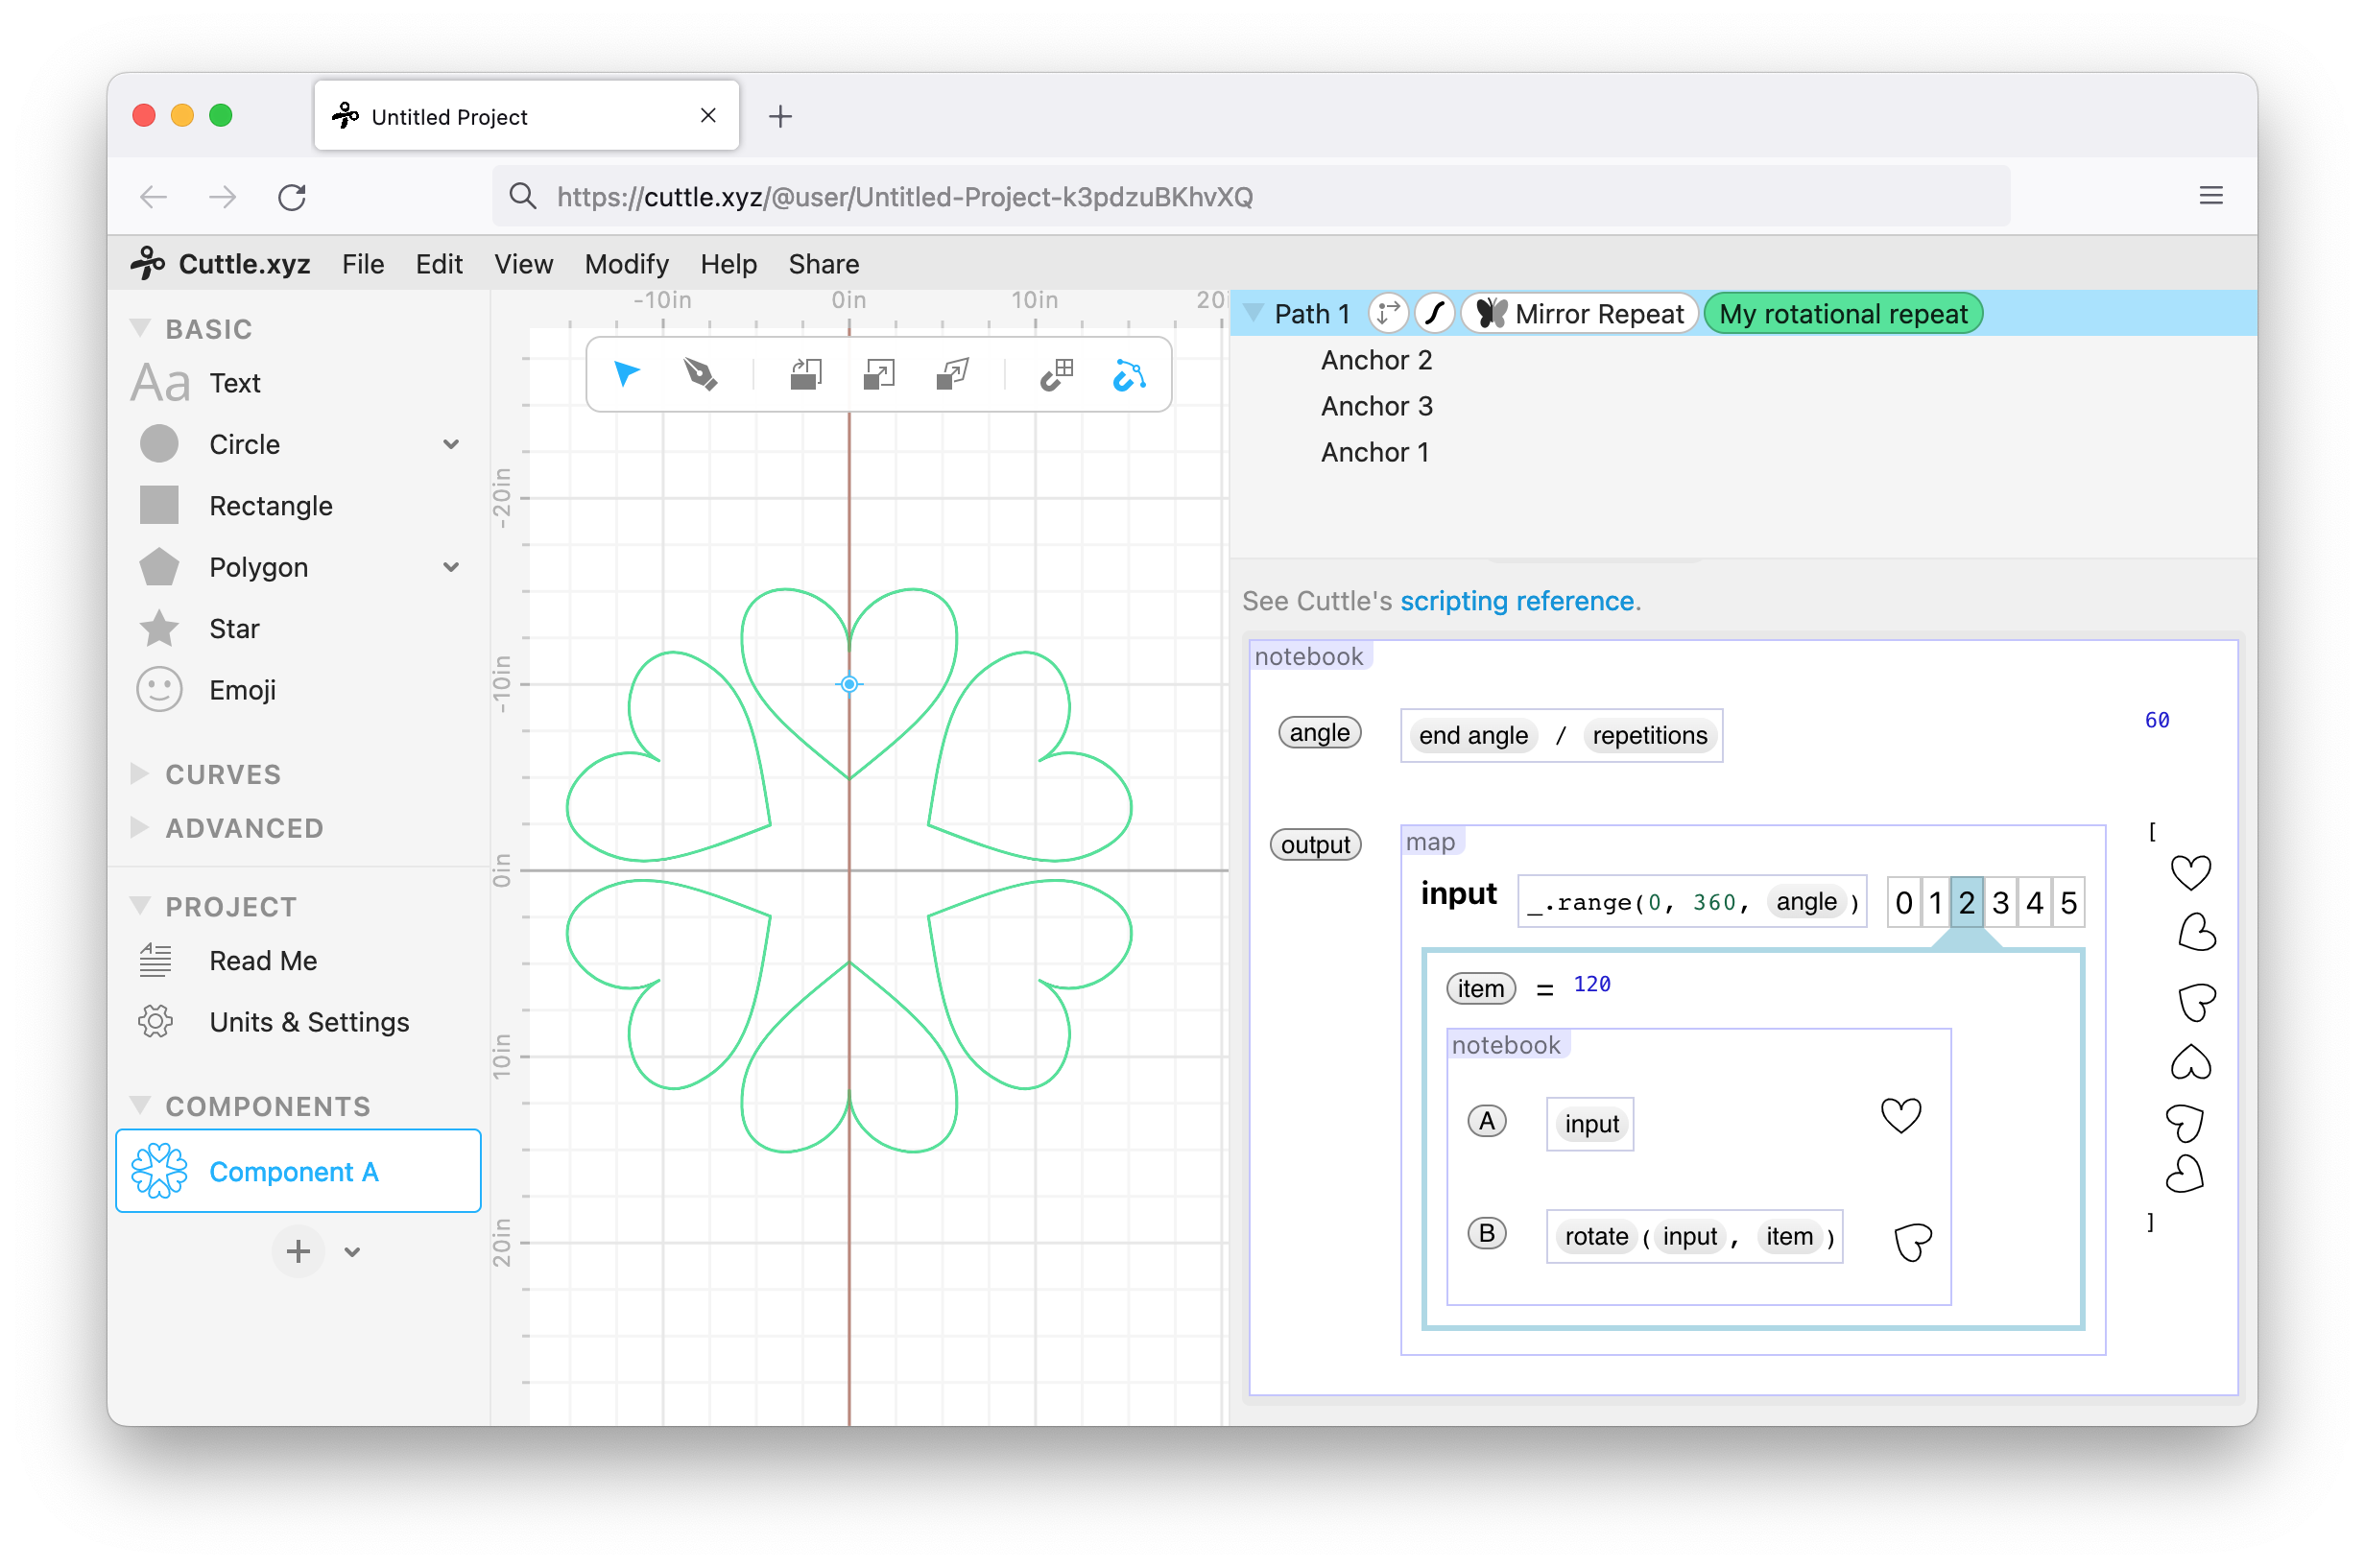 Untitled Project
https://cuttle.xyz/@user/Untitled-Project-k3pdzuBKhvXQ
Cuttle.xyz File Edit View Modify Help Share
BASIC
Aa Text
Circle
Rectangle
Polygon
Star
Emoji
CURVES
ADVANCED
PROJECT
Read Me
Units & Settings
COMPONENTS
Component A
-10in 0in 10in 20
-20in
-10in
0in
10in
20in
Path 1 Mirror Repeat My rotational repeat
Anchor 2
Anchor 3
Anchor 1
See Cuttle's scripting reference.
notebook
angle end angle / repetitions 60
output
map
input _.range(0, 360, angle) 0 1 2 3 4 5
item = 120
notebook
A input
B rotate (input, item)
[
]